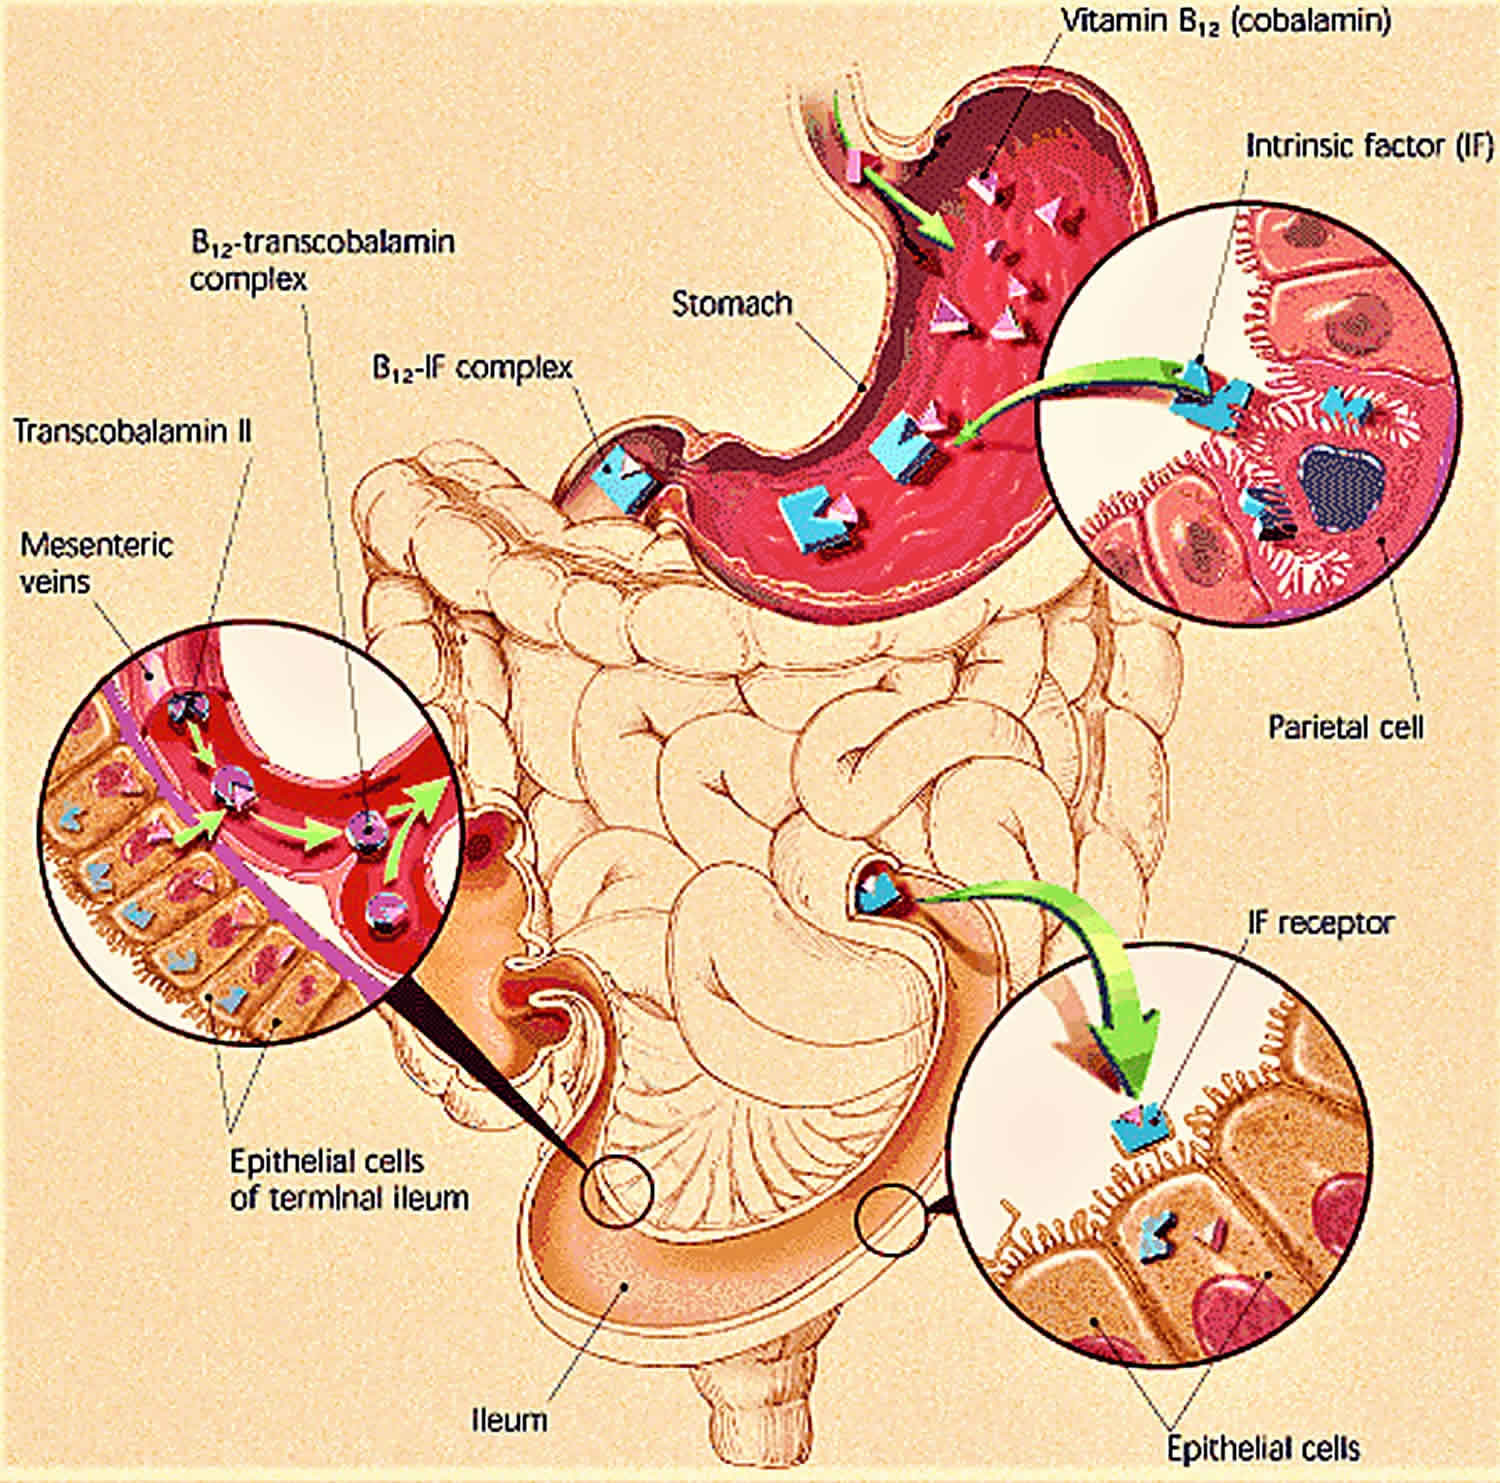 Vitamin B₁₂ (cobalamin)
Intrinsic factor (IF)
B₁₂-transcobalamin
complex
Stomach
B₁₂-IF complex
Transcobalamin II
Mesenteric
veins
Parietal cell
IF receptor
Epithelial cells
of terminal ileum
Ileum
Epithelial cells